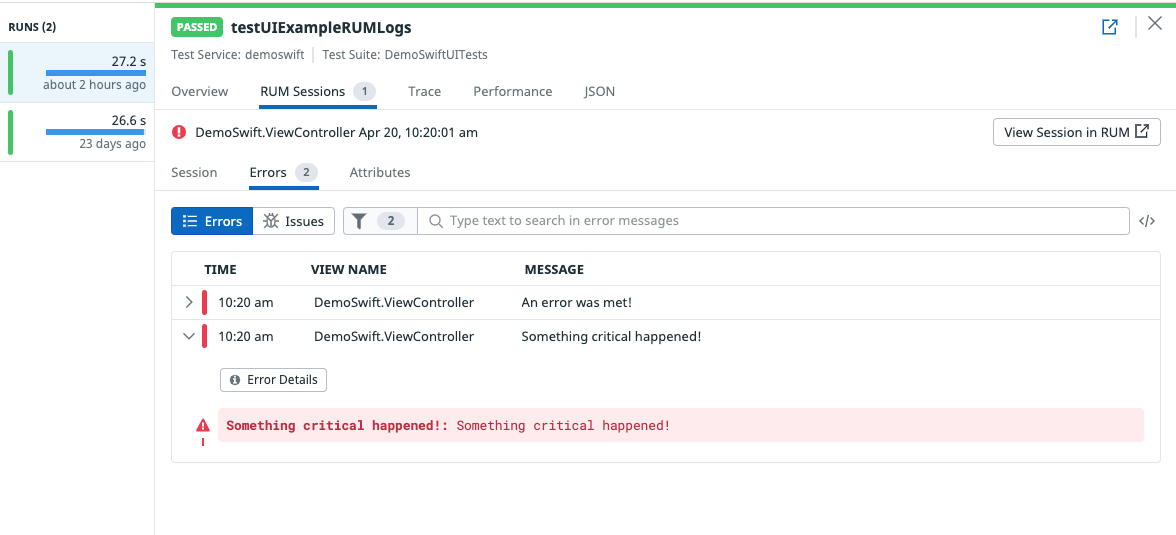 RUNS (2)
27.2 s
about 2 hours ago
26.6 s
23 days ago
PASSED testUIExampleRUMLogs
Test Service: demoswift Test Suite: DemoSwiftUITests
Overview RUM Sessions 1 Trace Performance JSON
DemoSwift.ViewController Apr 20, 10:20:01 am View Session in RUM
Session Errors 2 Attributes
Errors Issues 2 Type text to search in error messages </>
TIME VIEW NAME MESSAGE
10:20 am DemoSwift.ViewController An error was met!
10:20 am DemoSwift.ViewController Something critical happened!
Error Details
Something critical happened!: Something critical happened!